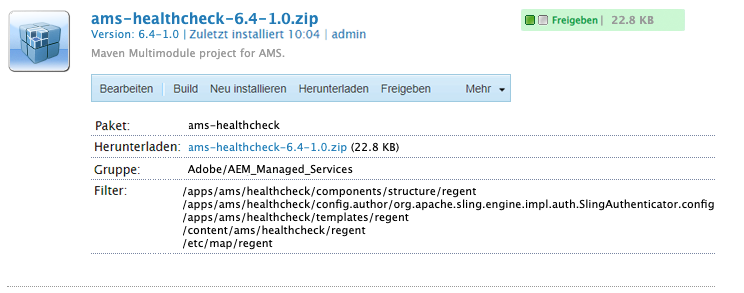 ams-healthcheck-6.4-1.0.zip
Version: 6.4-1.0 | Zuletzt installiert 10:04 | admin
Freigeben | 22.8 KB
Maven Multimodule project for AMS.
Bearbeiten Build Neu installieren Herunterladen Freigeben Mehr
Paket: ams-healthcheck
Herunterladen: ams-healthcheck-6.4-1.0.zip (22.8 KB)
Gruppe: Adobe/AEM_Managed_Services
Filter:
/apps/ams/healthcheck/components/structure/regent
/apps/ams/healthcheck/config.author/org.apache.sling.engine.impl.auth.SlingAuthenticator.config
/apps/ams/healthcheck/templates/regent
/content/ams/healthcheck/regent
/etc/map/regent